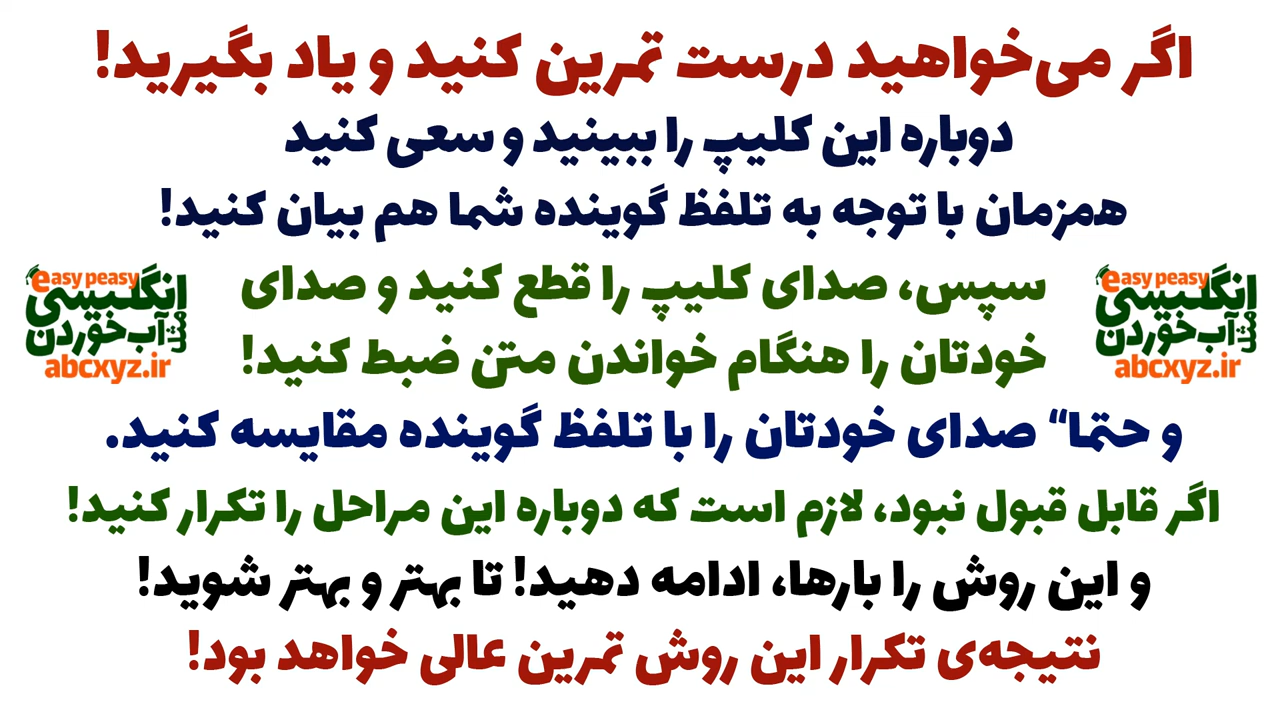 اگر می‌خواهید درست تمرین کنید و یاد بگیرید!
دوباره این کلیپ را ببینید و سعی کنید
همزمان با توجه به تلفظ گوینده شما هم بیان کنید!
سپس، صدای کلیپ را قطع کنید و صدای
خودتان را هنگام خواندن متن ضبط کنید!
و حتما“ صدای خودتان را با تلفظ گوینده مقایسه کنید.
اگر قابل قبول نبود، لازم است که دوباره این مراحل را تکرار کنید!
و این روش را بارها، ادامه دهید! تا بهتر و بهتر شوید!
نتیجه‌ی تکرار این روش تمرین عالی خواهد بود!
easy peasy
انگلیسی
مثل آب خوردن
abcxyz.ir
easy peasy
انگلیسی
مثل آب خوردن
abcxyz.ir